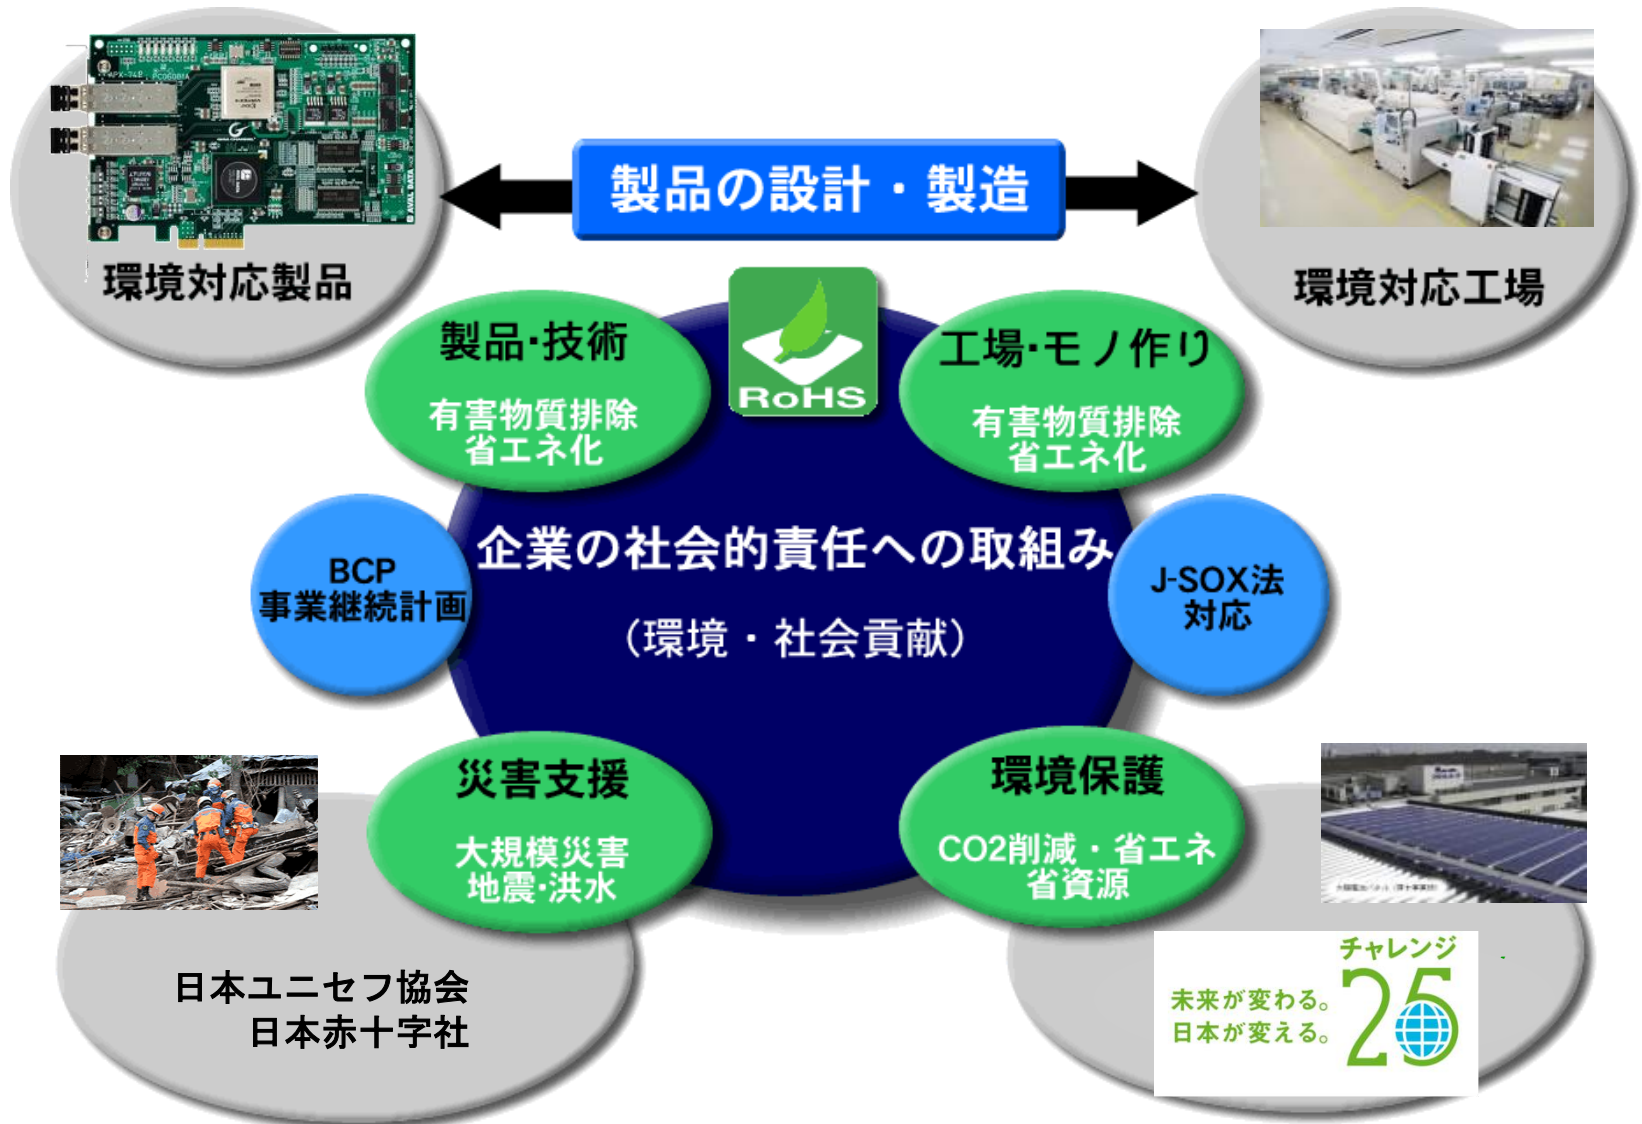 製品の設計・製造
AVAL DATA
環境対応製品
環境対応工場
製品・技術
有害物質排除
省エネ化
RoHS
工場・モノ作り
有害物質排除
省エネ化
企業の社会的責任への取組み
（環境・社会貢献）
BCP
事業継続計画
J-SOX法
対応
災害支援
大規模災害
地震・洪水
環境保護
CO2削減・省エネ
省資源
日本ユニセフ協会
日本赤十字社
チャレンジ
25
未来が変わる。
日本が変える。